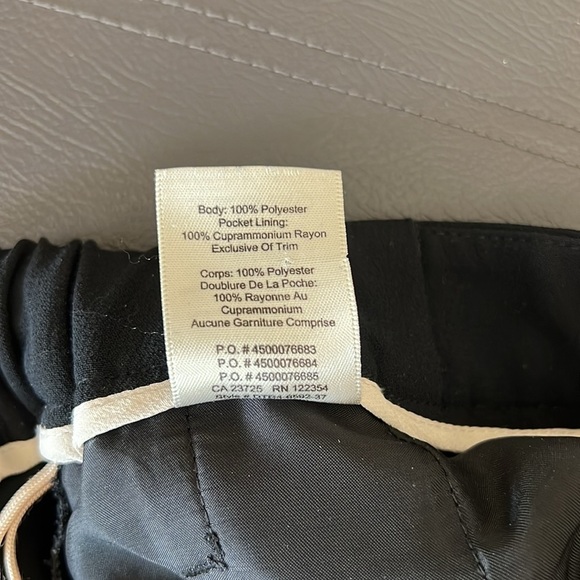 Body: 100% Polyester
Pocket Lining:
100% Cuprammonium Rayon
Exclusive Of Trim
Corps: 100% Polyester
Doublure De La Poche:
100% Rayonne Au
Cuprammonium
Aucune Garniture Comprise
P.O. # 4500076683
P.O. # 4500076684
P.O. # 4500076685
CA 23725 RN 122354
Style #